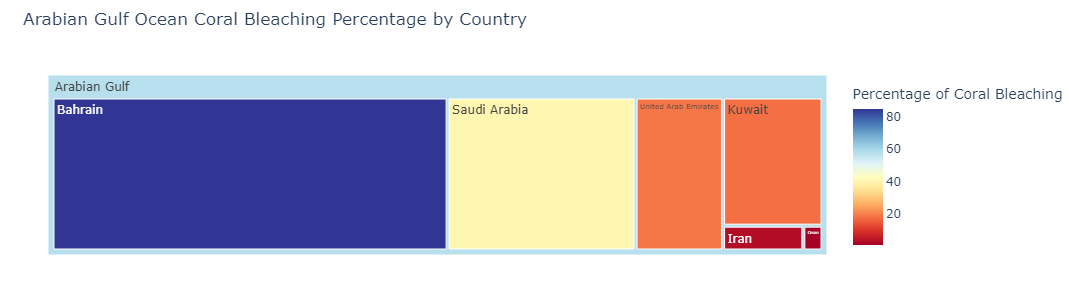 Arabian Gulf Ocean Coral Bleaching Percentage by Country
Arabian Gulf
Bahrain
Saudi Arabia
United Arab Emirates
Kuwait
Iran
Oman
Percentage of Coral Bleaching
80
60
40
20